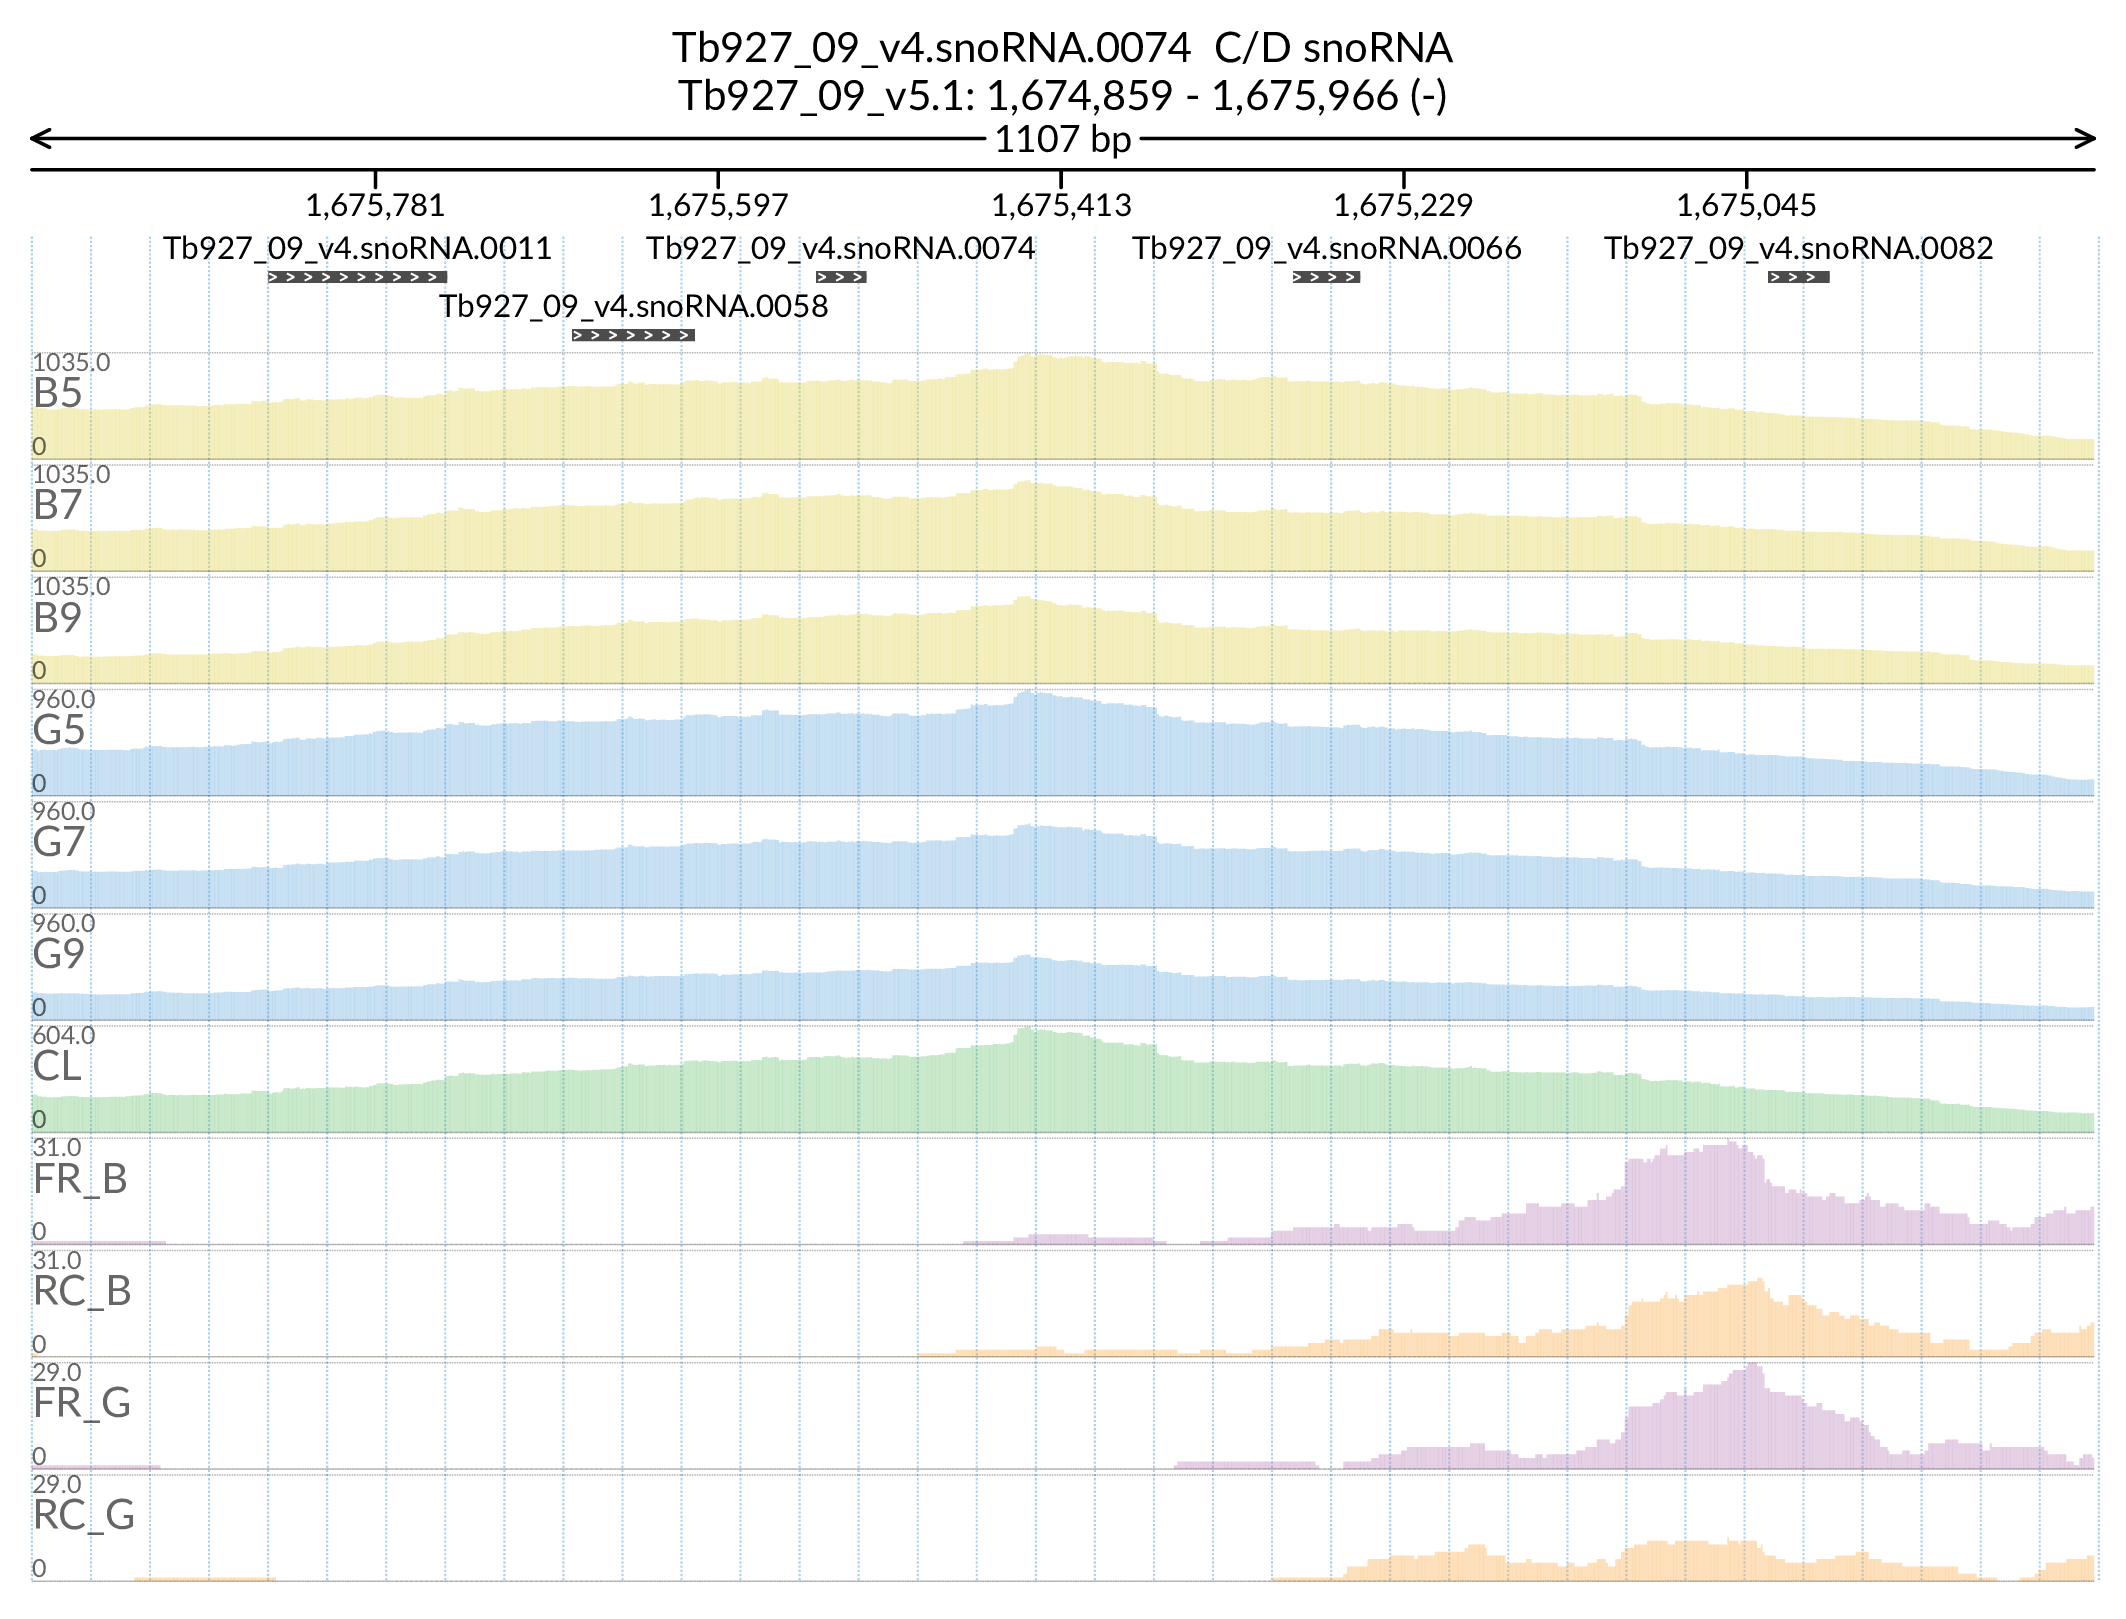 Tb927_09_v4.snoRNA.0074  C/D snoRNA
Tb927_09_v5.1: 1,674,859 - 1,675,966 (-)
1107 bp
1,675,781 1,675,597 1,675,413 1,675,229 1,675,045
Tb927_09_v4.snoRNA.0011 Tb927_09_v4.snoRNA.0074 Tb927_09_v4.snoRNA.0066 Tb927_09_v4.snoRNA.0082
Tb927_09_v4.snoRNA.0058
1035.0
B5
0
1035.0
B7
0
1035.0
B9
0
960.0
G5
0
960.0
G7
0
960.0
G9
0
604.0
CL
0
31.0
FR_B
0
31.0
RC_B
0
29.0
FR_G
0
29.0
RC_G
0